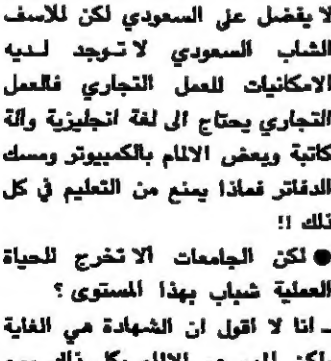 لا يفضل على السعودي لكن للاسف
الشاب السعودي لا توجد لديه
الامكانيات للعمل التجاري فالعمل
التجاري يحتاج الى لغة انجليزية وآلة
كاتبة وبعض الالمام بالكمبيوتر ومسك
الدفاتر فماذا يمنع من التعليم في كل
ذلك !!
● لكن الجامعات الا تخرج للحياة
العملية شباب بهذا المستوى ؟
ـ انا لا اقول ان الشهادة هي الغاية